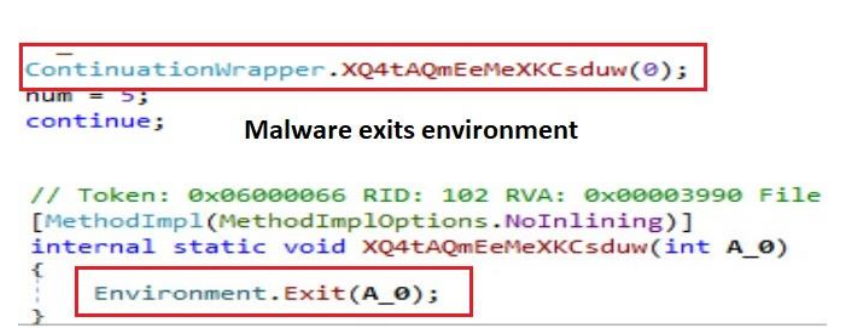 ContinuationWrapper.XQ4tAQmEeMeXKCsduw(0);
num = 5;
continue;
Malware exits environment
// Token: 0x06000066 RID: 102 RVA: 0x00003990 File
[MethodImpl(MethodImplOptions.NoInlining)]
internal static void XQ4tAQmEeMeXKCsduw(int A_0)
{
Environment.Exit(A_0);
}